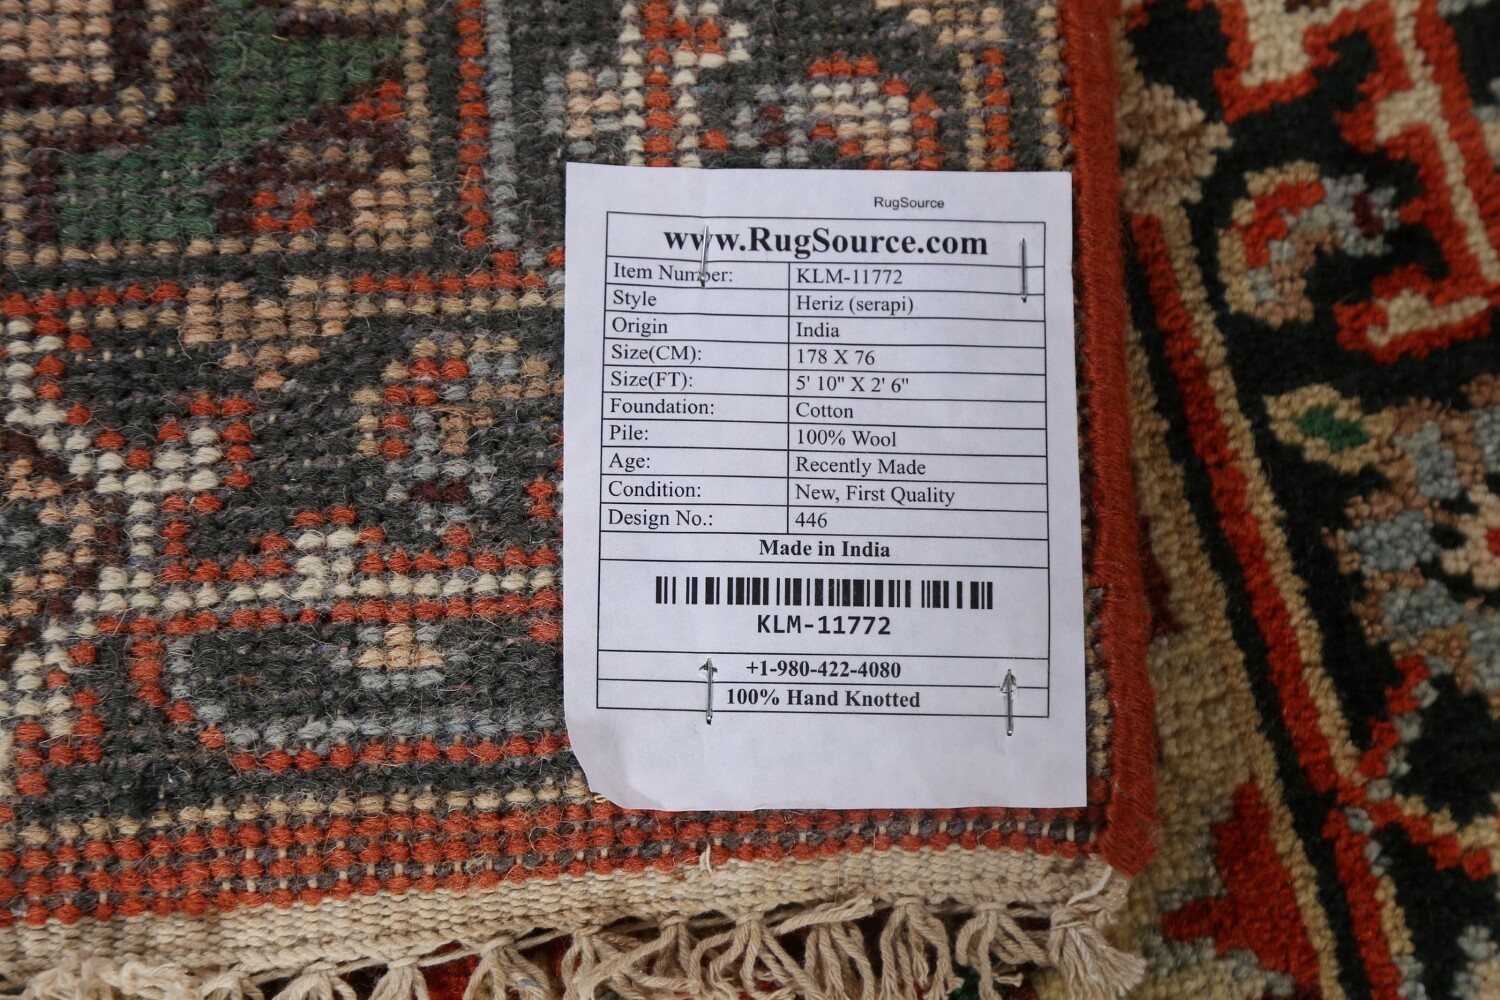 RugSource
www.RugSource.com
Item Number: KLM-11772
Style Heriz (serapi)
Origin India
Size(CM): 178 X 76
Size(FT): 5' 10" X 2' 6"
Foundation: Cotton
Pile: 100% Wool
Age: Recently Made
Condition: New, First Quality
Design No.: 446
Made in India
KLM-11772
+1-980-422-4080
100% Hand Knotted